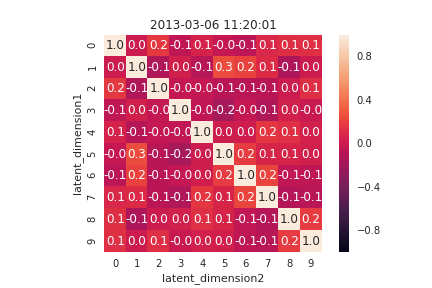 2013-03-06 11:20:01
latent_dimension1
0 1.0 0.0 0.2 -0.1 0.1 -0.0 -0.1 0.1 0.1 0.1
1 0.0 1.0 -0.1 0.0 -0.1 0.3 0.2 0.1 -0.1 0.0
2 0.2 -0.1 1.0 -0.0 -0.0 -0.1 -0.1 -0.1 0.0 0.1
3 -0.1 0.0 -0.0 1.0 -0.0 -0.2 -0.0 -0.1 0.0 -0.0
4 0.1 -0.1 -0.0 -0.0 1.0 0.0 0.0 0.2 0.1 0.0
5 -0.0 0.3 -0.1 -0.2 0.0 1.0 0.2 0.1 0.1 0.0
6 -0.1 0.2 -0.1 -0.0 0.0 0.2 1.0 0.2 -0.1 -0.1
7 0.1 0.1 -0.1 -0.1 0.2 0.1 0.2 1.0 -0.1 -0.1
8 0.1 -0.1 0.0 0.0 0.1 0.1 -0.1 -0.1 1.0 0.2
9 0.1 0.0 0.1 -0.0 0.0 0.0 -0.1 -0.1 0.2 1.0
0 1 2 3 4 5 6 7 8 9
latent_dimension2
0.8
0.4
0.0
−0.4
−0.8